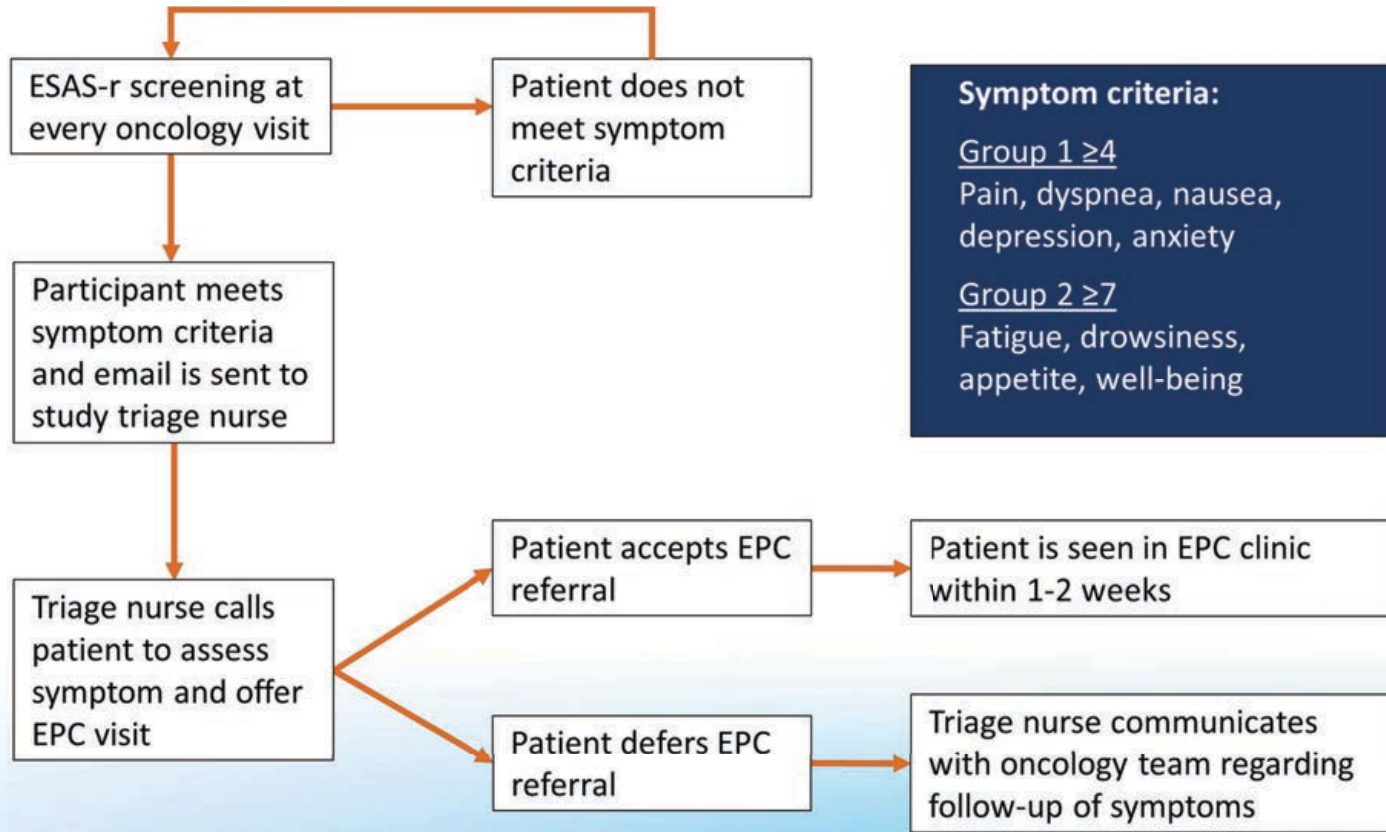 ESAS-r screening at
every oncology visit
Patient does not
meet symptom
criteria
Symptom criteria:
Group 1 ≥4
Pain, dyspnea, nausea,
depression, anxiety
Group 2 ≥7
Fatigue, drowsiness,
appetite, well-being
Participant meets
symptom criteria
and email is sent to
study triage nurse
Triage nurse calls
patient to assess
symptom and offer
EPC visit
Patient accepts EPC
referral
Patient is seen in EPC clinic
within 1-2 weeks
Patient defers EPC
referral
Triage nurse communicates
with oncology team regarding
follow-up of symptoms